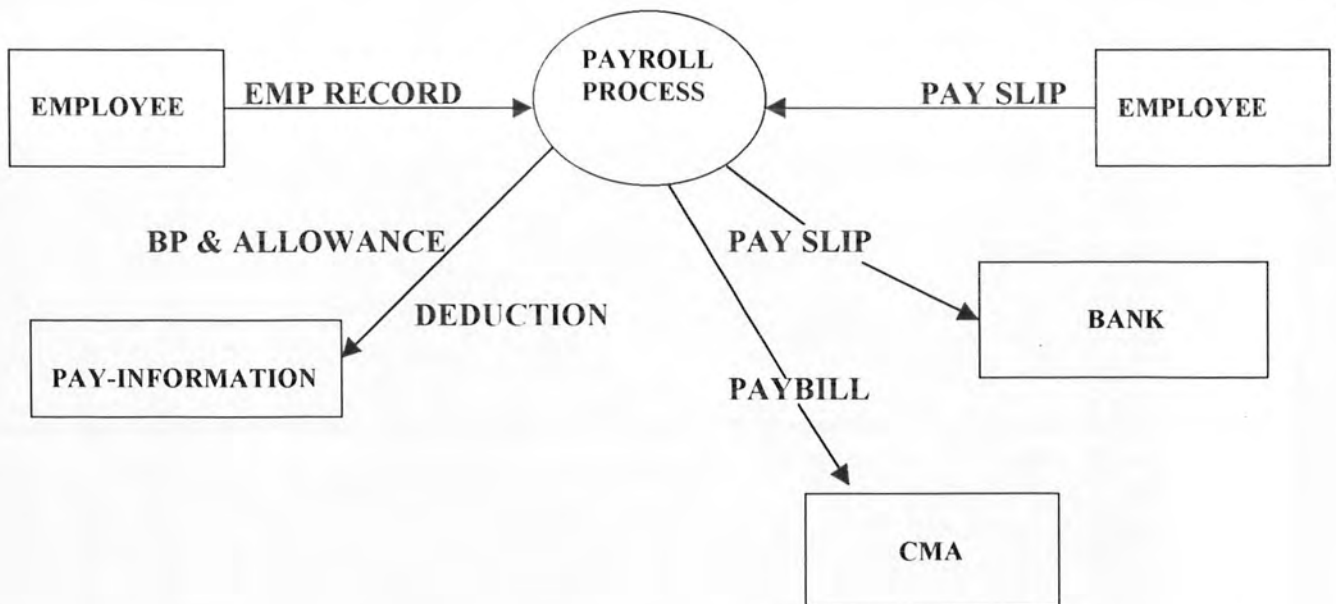 PAYROLL
PROCESS
EMPLOYEE
EMP RECORD
PAY SLIP
EMPLOYEE
BP & ALLOWANCE
PAY SLIP
DEDUCTION
BANK
PAY-INFORMATION
PAYBILL
CMA